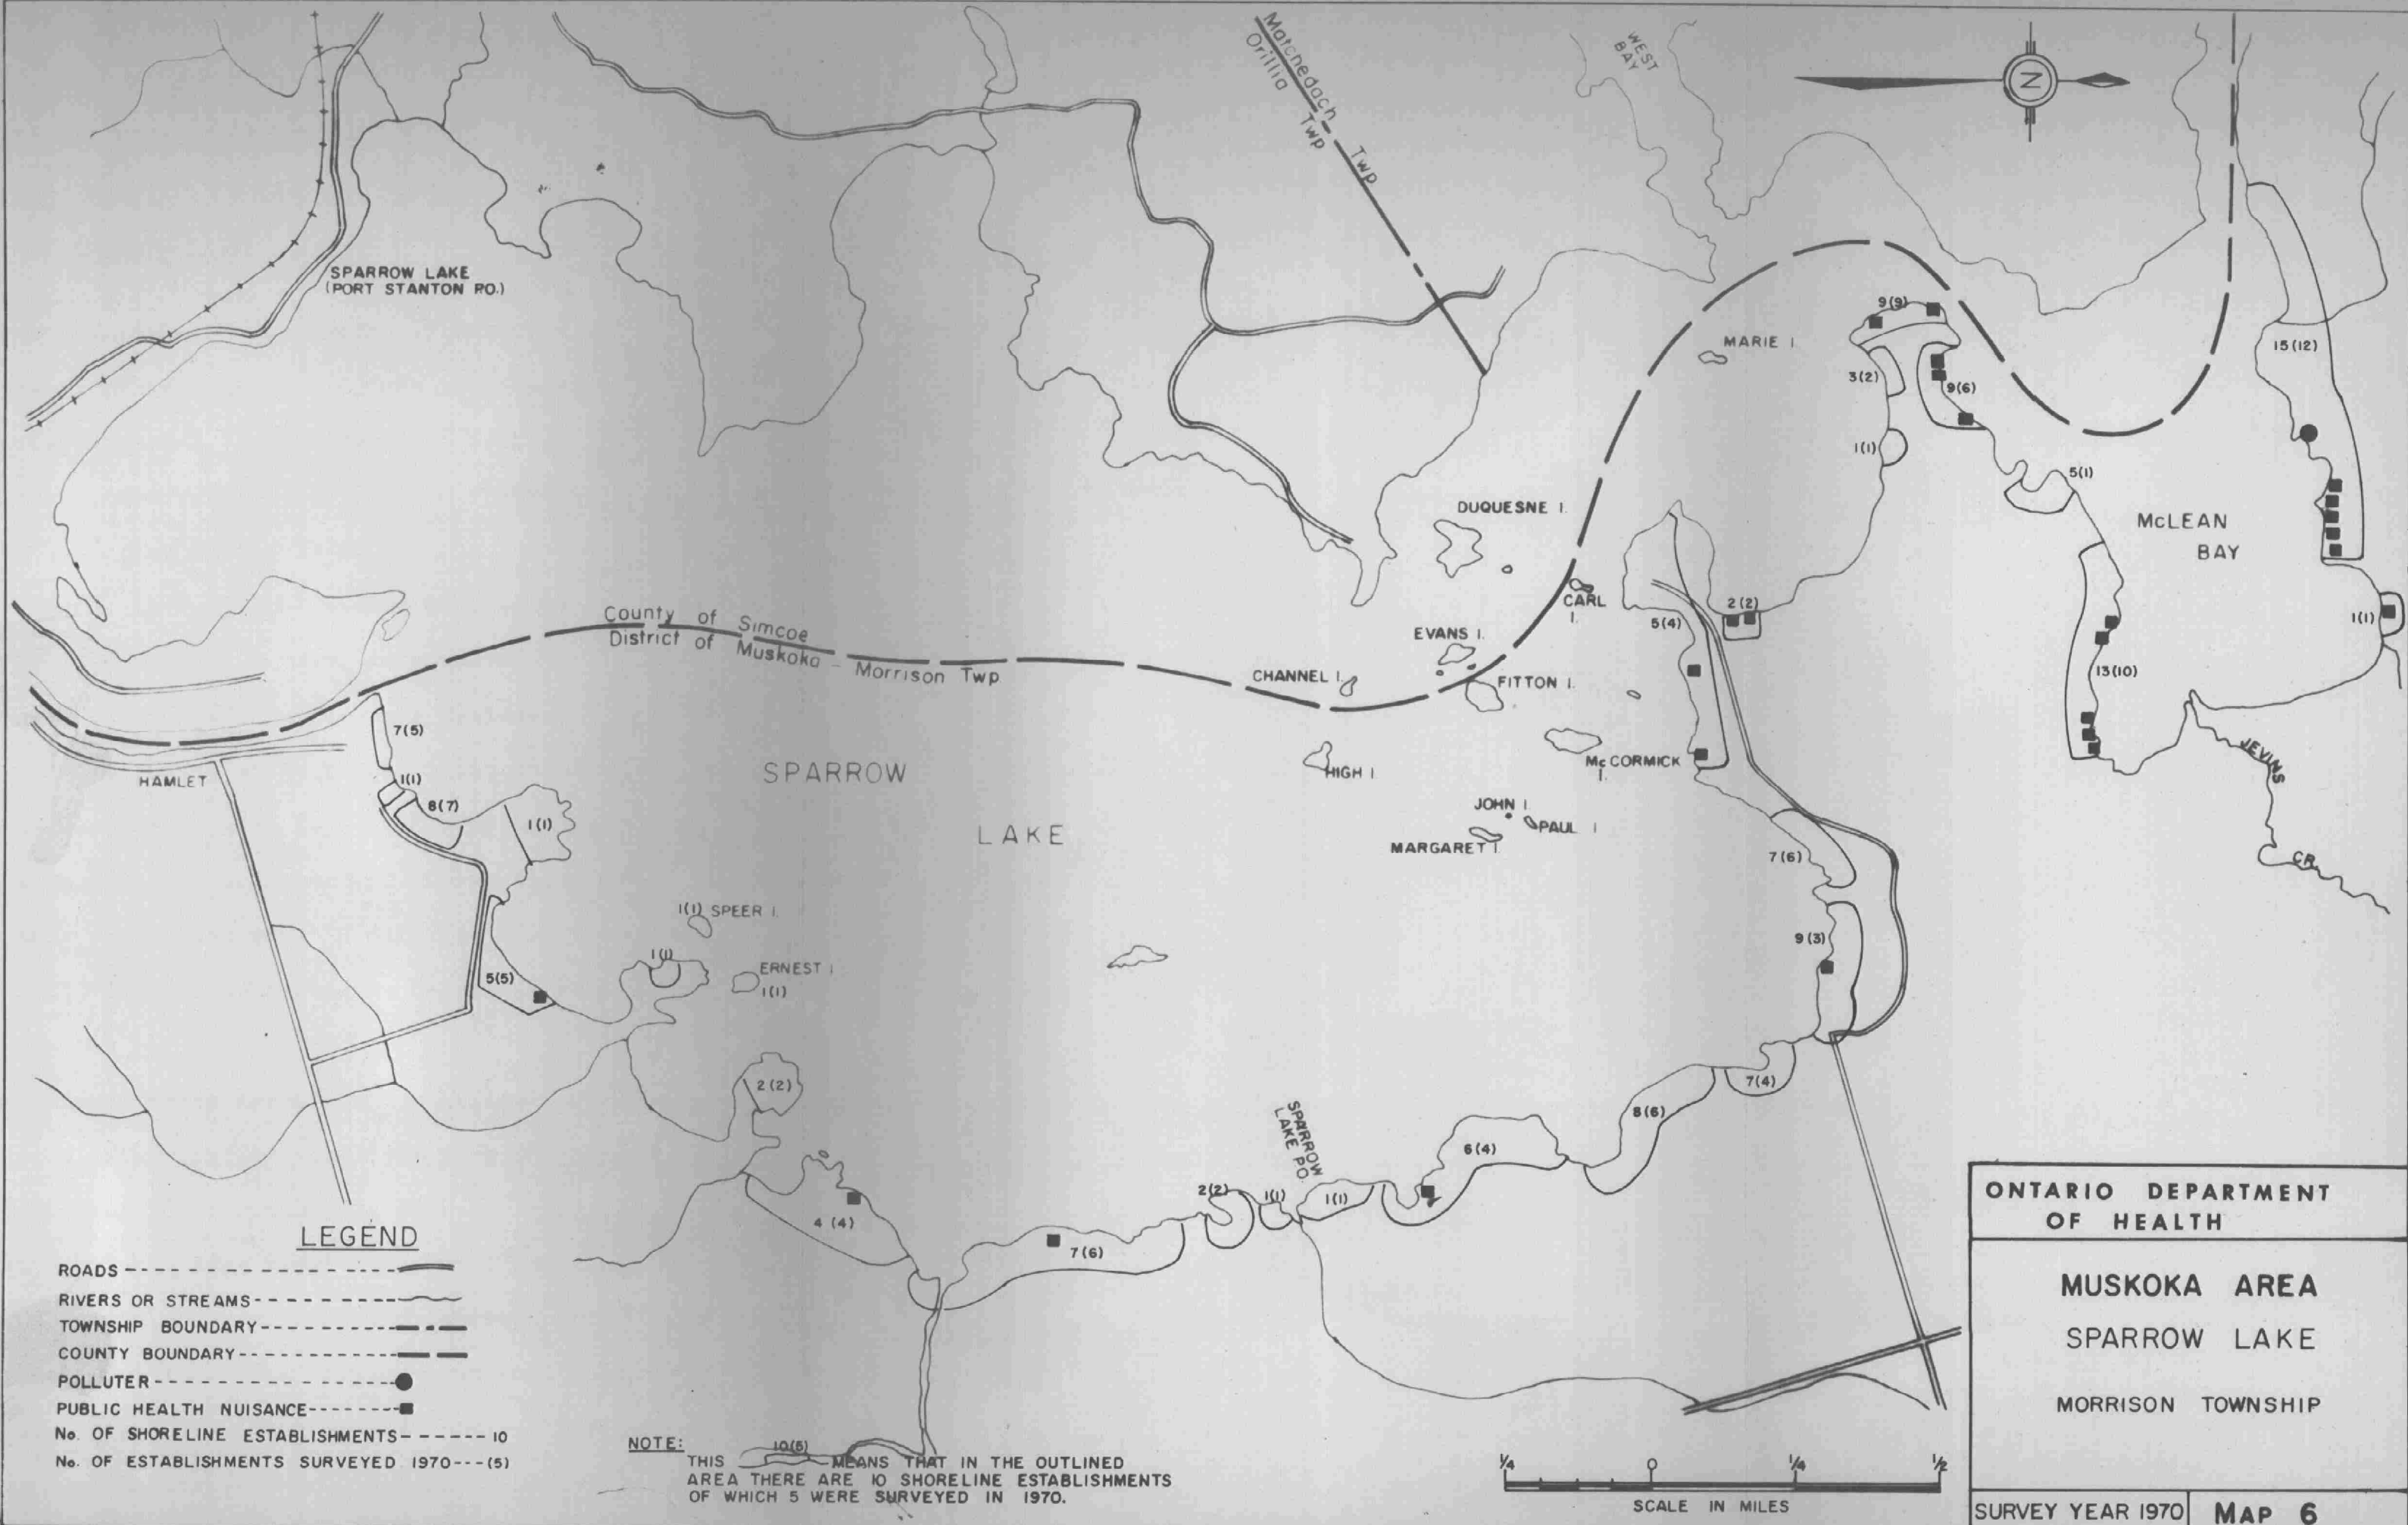 Matchedach Twp
Orillia Twp
WEST
BAY
N
SPARROW LAKE
(PORT STANTON P.O.)
9(9)
MARIE I.
15(12)
3(2)
9(6)
1(1)
5(1)
DUQUESNE I.
McLEAN
BAY
CARL
I.
2(2)
1(1)
5(4)
County of Simcoe
District of Muskoka - Morrison Twp
EVANS I.
CHANNEL I.
FITTON I.
13(10)
7(5)
HAMLET
1(1)
8(7)
1(1)
SPARROW
LAKE
HIGH I.
McCORMICK
I.
JEVINS
CR.
JOHN I.
PAUL I.
MARGARET I.
7(6)
1(1) SPEER I.
9(3)
1(1)
ERNEST I.
1(1)
5(5)
2(2)
7(4)
8(6)
SPARROW
LAKE P.O.
6(4)
2(2)
1(1)
1(1)
4(4)
7(6)
LEGEND
ROADS
RIVERS OR STREAMS
TOWNSHIP BOUNDARY
COUNTY BOUNDARY
POLLUTER
PUBLIC HEALTH NUISANCE
No. OF SHORELINE ESTABLISHMENTS------10
No. OF ESTABLISHMENTS SURVEYED 1970---(5)
NOTE:
THIS 10(5) MEANS THAT IN THE OUTLINED
AREA THERE ARE 10 SHORELINE ESTABLISHMENTS
OF WHICH 5 WERE SURVEYED IN 1970.
1/4 0 1/4 1/2
SCALE IN MILES
ONTARIO DEPARTMENT
OF HEALTH
MUSKOKA AREA
SPARROW LAKE
MORRISON TOWNSHIP
SURVEY YEAR 1970
MAP 6